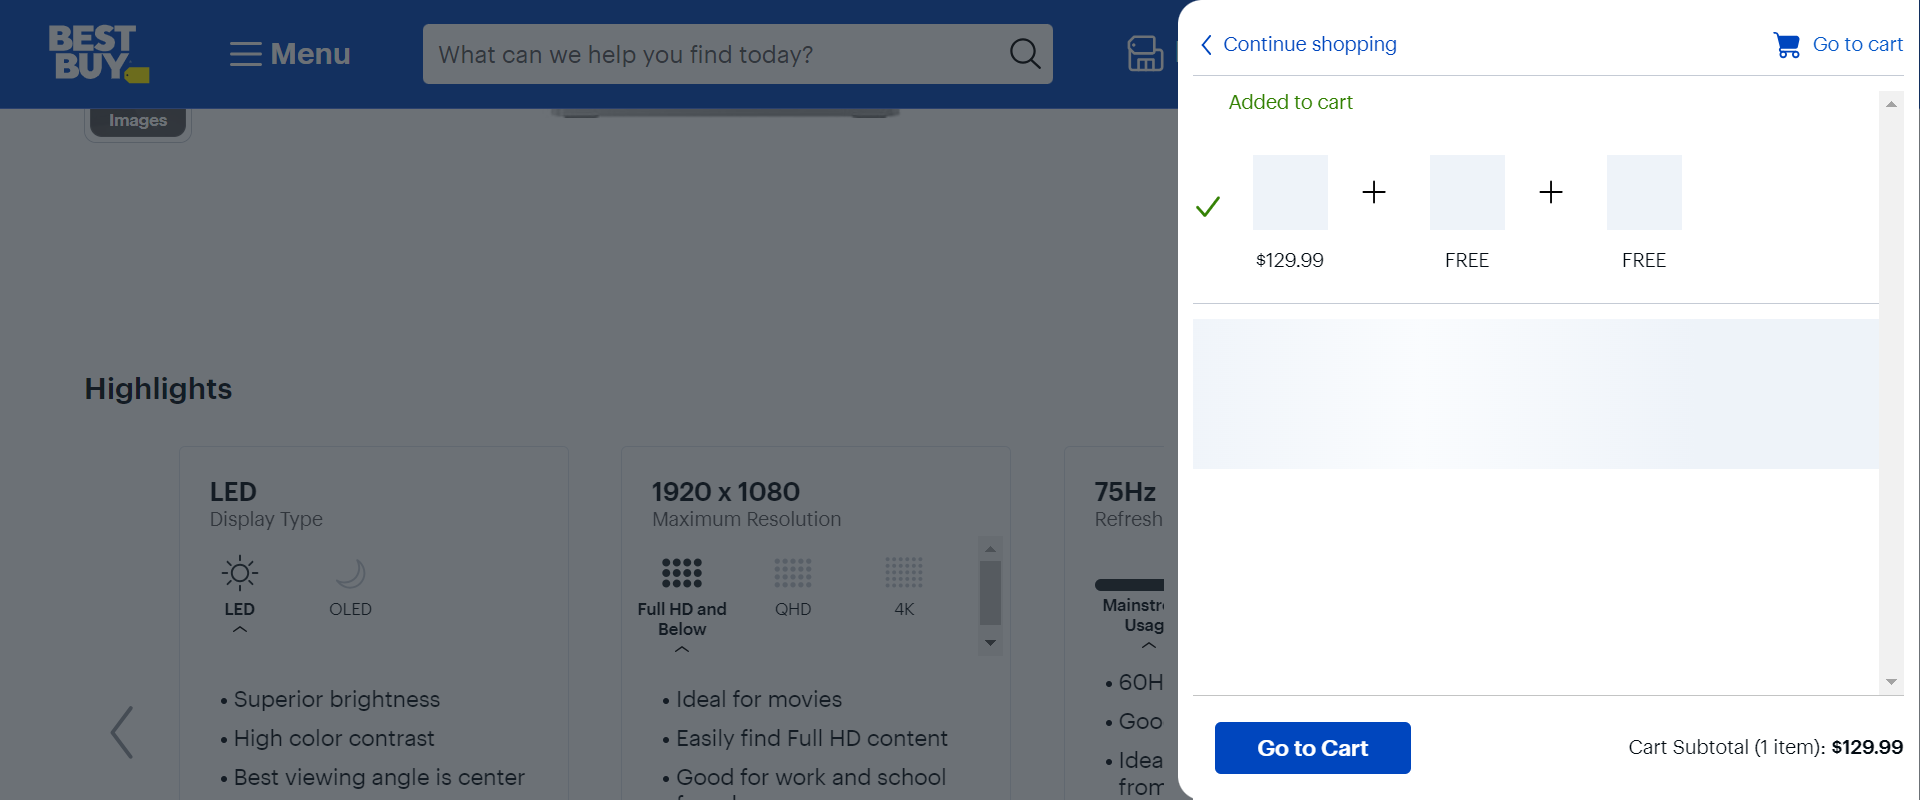 BEST
BUY
Menu
What can we help you find today?
Images
Highlights
LED
Display Type
LED
OLED
• Superior brightness
• High color contrast
• Best viewing angle is center
1920 x 1080
Maximum Resolution
Full HD and
Below
QHD
4K
• Ideal for movies
• Easily find Full HD content
• Good for work and school
75Hz
Refresh
• Goo
• Idea
from
Continue shopping
Go to cart
Added to cart
$129.99
+
FREE
+
FREE
Go to Cart
Cart Subtotal (1 item): $129.99